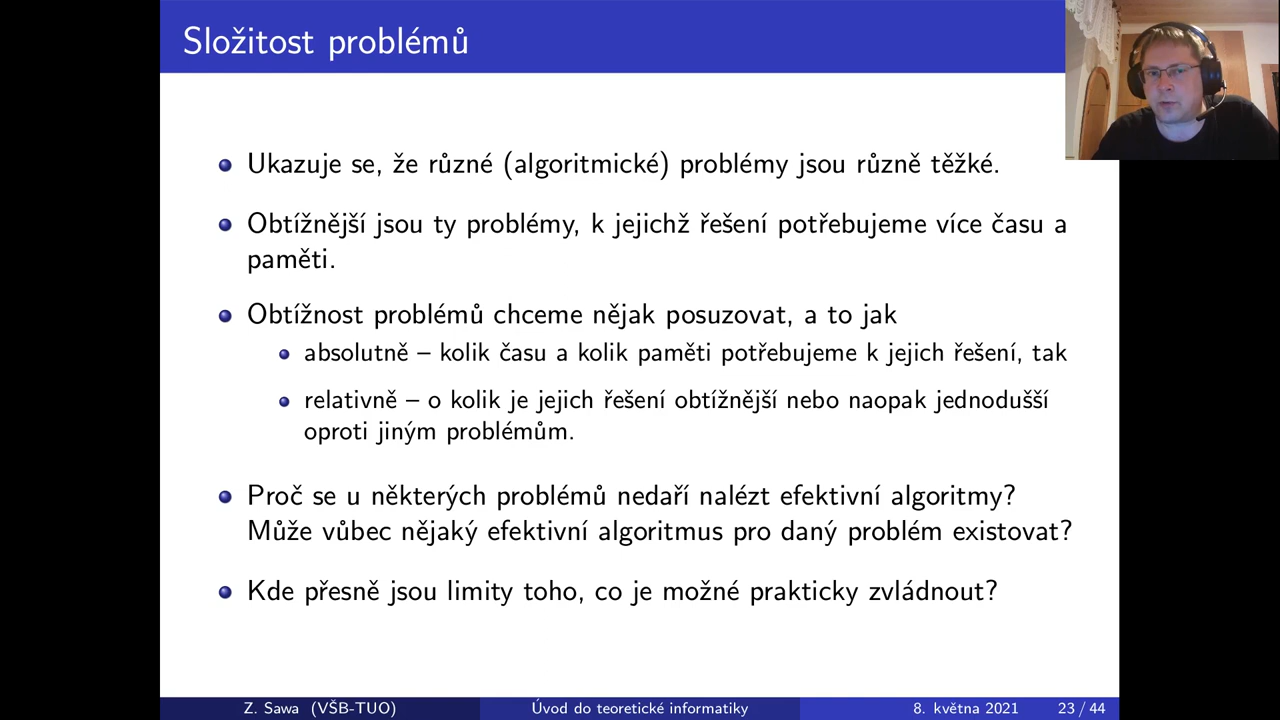 Složitost problémů
Ukazuje se, že různé (algoritmické) problémy jsou různě těžké.
Obtížnější jsou ty problémy, k jejichž řešení potřebujeme více času a
paměti.
Obtížnost problémů chceme nějak posuzovat, a to jak
absolutně – kolik času a kolik paměti potřebujeme k jejich řešení, tak
relativně – o kolik je jejich řešení obtížnější nebo naopak jednodušší
oproti jiným problémům.
Proč se u některých problémů nedaří nalézt efektivní algoritmy?
Může vůbec nějaký efektivní algoritmus pro daný problém existovat?
Kde přesně jsou limity toho, co je možné prakticky zvládnout?
Z. Sawa (VŠB-TUO) Úvod do teoretické informatiky 8. května 2021 23 / 44